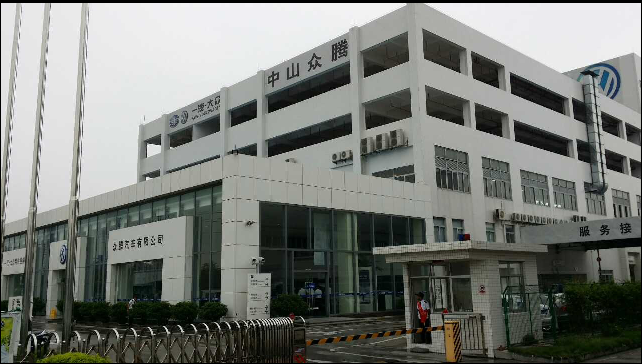 中山众腾
一汽-大众
众腾汽车有限公司
服务接